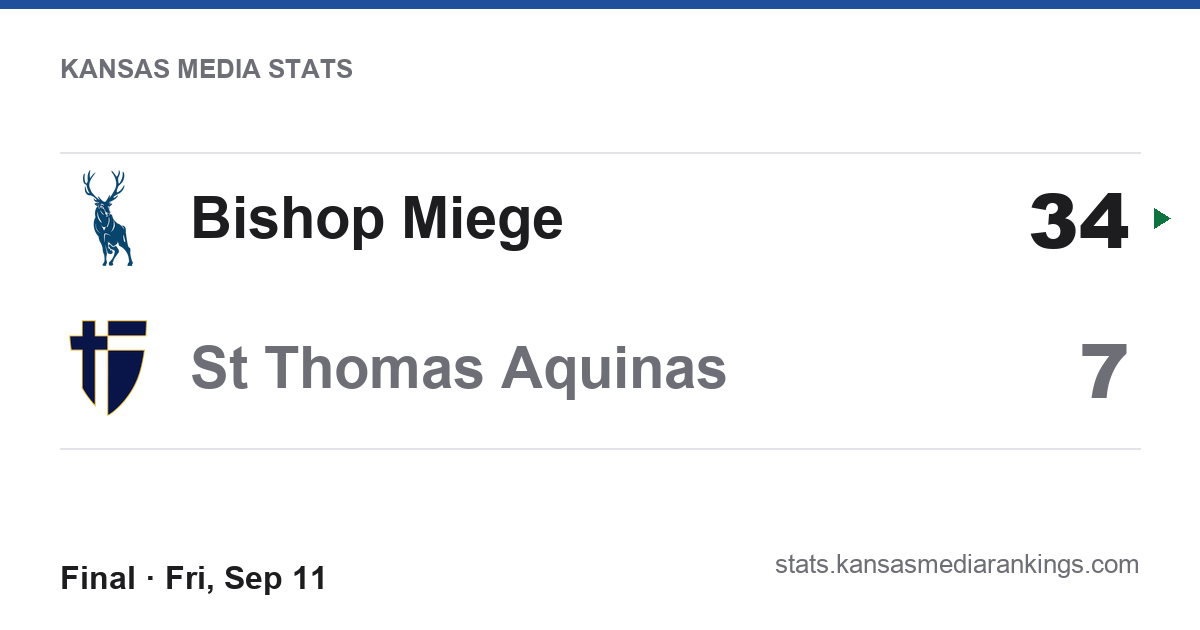 KANSAS MEDIA STATS
Bishop Miege 34
St Thomas Aquinas 7
Final · Fri, Sep 11
stats.kansasmediarankings.com